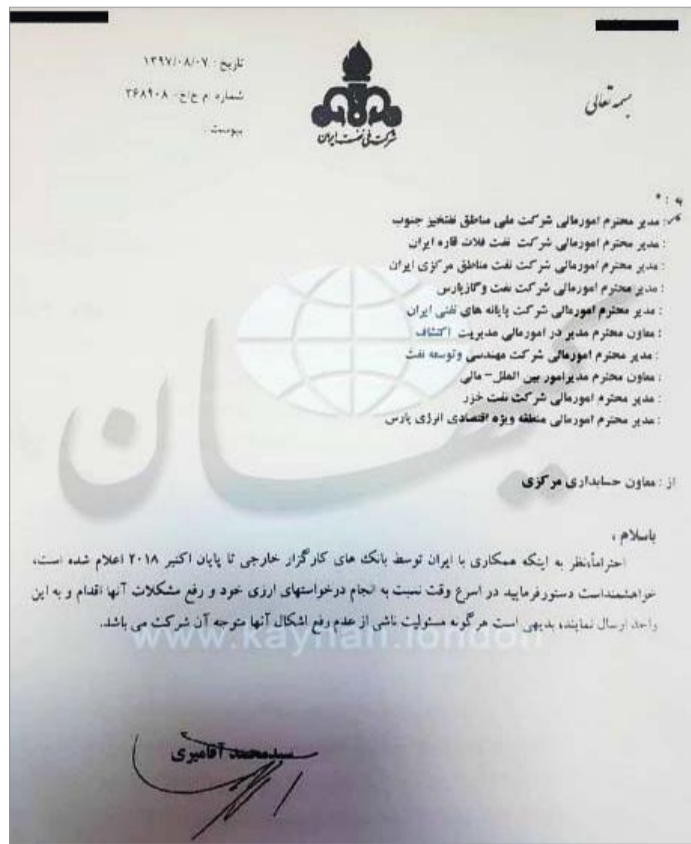 تاریخ : ۱۳۹۷/۰۸/۰۷
شماره م ح/خ- ۳۶۸۹۰۸
پیوست :
شرکت ملی نفت ایران
بسمه تعالی
به : *
: مدیر محترم امورمالی شرکت ملی مناطق نفتخیز جنوب
: مدیر محترم امورمالی شرکت نفت فلات قاره ایران
: مدیر محترم امورمالی شرکت نفت مناطق مرکزی ایران
: مدیر محترم امورمالی شرکت نفت وگازپارس
: مدیر محترم امورمالی شرکت پایانه های نفتی ایران
: معاون محترم مدیر در امورمالی مدیریت اکتشاف
: مدیر محترم امورمالی شرکت مهندسی وتوسعه نفت
: معاون محترم مدیرامور بین الملل- مالی
: مدیر محترم امورمالی شرکت نفت خزر
: مدیر محترم امورمالی منطقه ویژه اقتصادی انرژی پارس
کیهان
از : معاون حسابداری مرکزی
باسلام ،
احتراماً،نظر به اینکه همکاری با ایران توسط بانک های کارگزار خارجی تا پایان اکتبر ۲۰۱۸ اعلام شده است،
خواهشمنداست دستورفرمایید در اسرع وقت نسبت به انجام درخواستهای ارزی خود و رفع مشکلات آنها اقدام و به این
واحد ارسال نمایند، بدیهی است هرگونه مسئولیت ناشی از عدم رفع اشکال آنها متوجه آن شرکت می باشد.
www.kayhan.london
سیدمحمد آقامیری